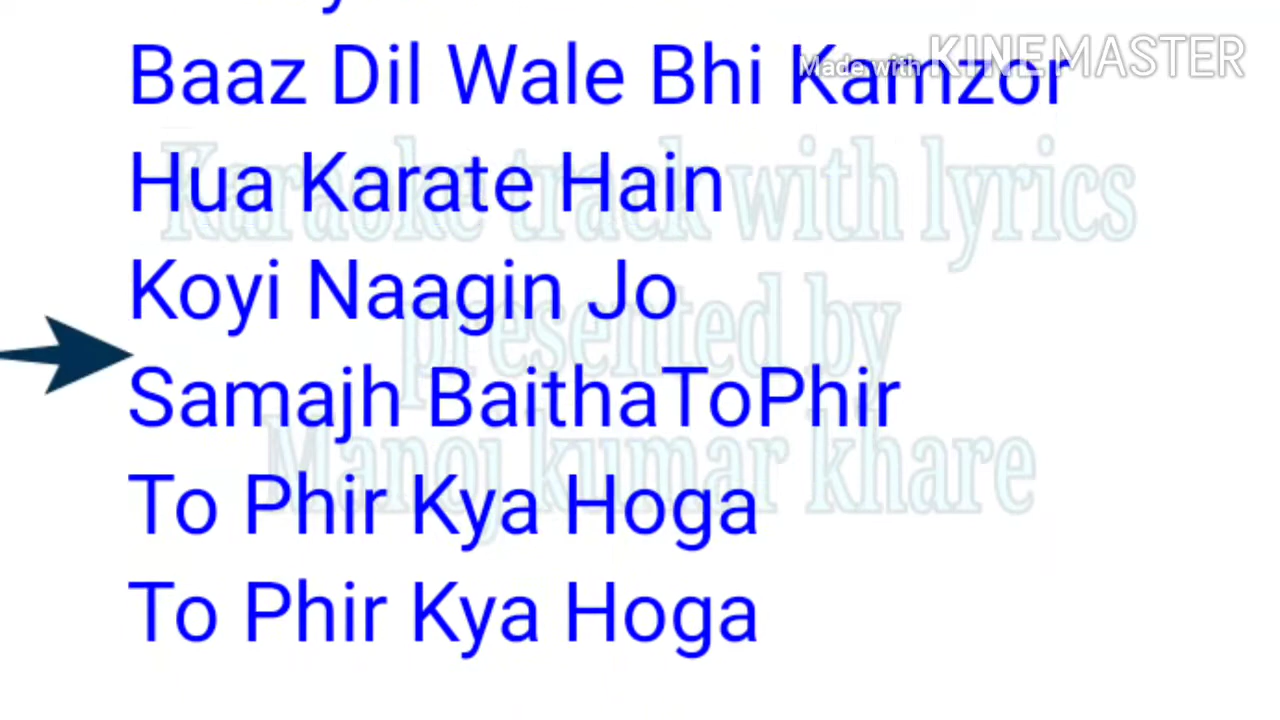 Made with KINEMASTER
Baaz Dil Wale Bhi Kamzor
Hua Karate Hain
Koyi Naagin Jo
Samajh BaithaToPhir
To Phir Kya Hoga
To Phir Kya Hoga
Karaoke track with lyrics
presented by
Manoj kumar khare